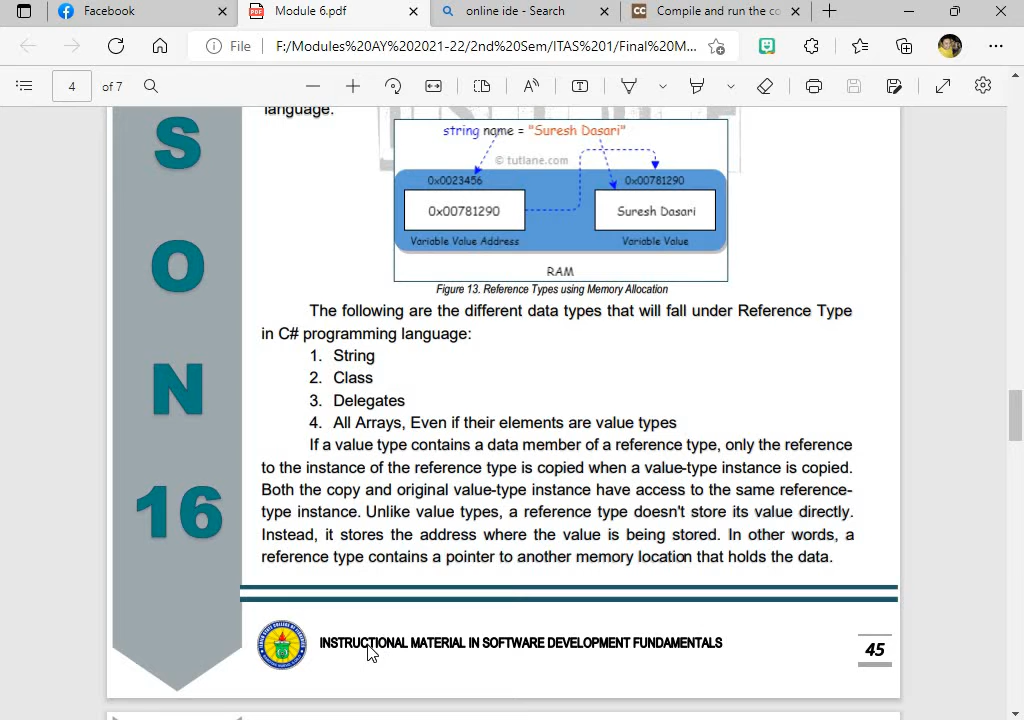 Facebook
Module 6.pdf
online ide - Search
CC
Compile and run the co
File
F:/Modules%20AY%202021-22/2nd%20Sem/ITAS%201/Final%20M...
4 of 7
language.
string name = "Suresh Dasari"
© tutlane.com
0x0023456
0x00781290
0x00781290
Suresh Dasari
Variable Value Address
Variable Value
RAM
Figure 13. Reference Types using Memory Allocation
The following are the different data types that will fall under Reference Type
in C# programming language:
1. String
2. Class
3. Delegates
4. All Arrays, Even if their elements are value types
If a value type contains a data member of a reference type, only the reference
to the instance of the reference type is copied when a value-type instance is copied.
Both the copy and original value-type instance have access to the same reference-
type instance. Unlike value types, a reference type doesn't store its value directly.
Instead, it stores the address where the value is being stored. In other words, a
reference type contains a pointer to another memory location that holds the data.
S
O
N
16
INSTRUCTIONAL MATERIAL IN SOFTWARE DEVELOPMENT FUNDAMENTALS
45